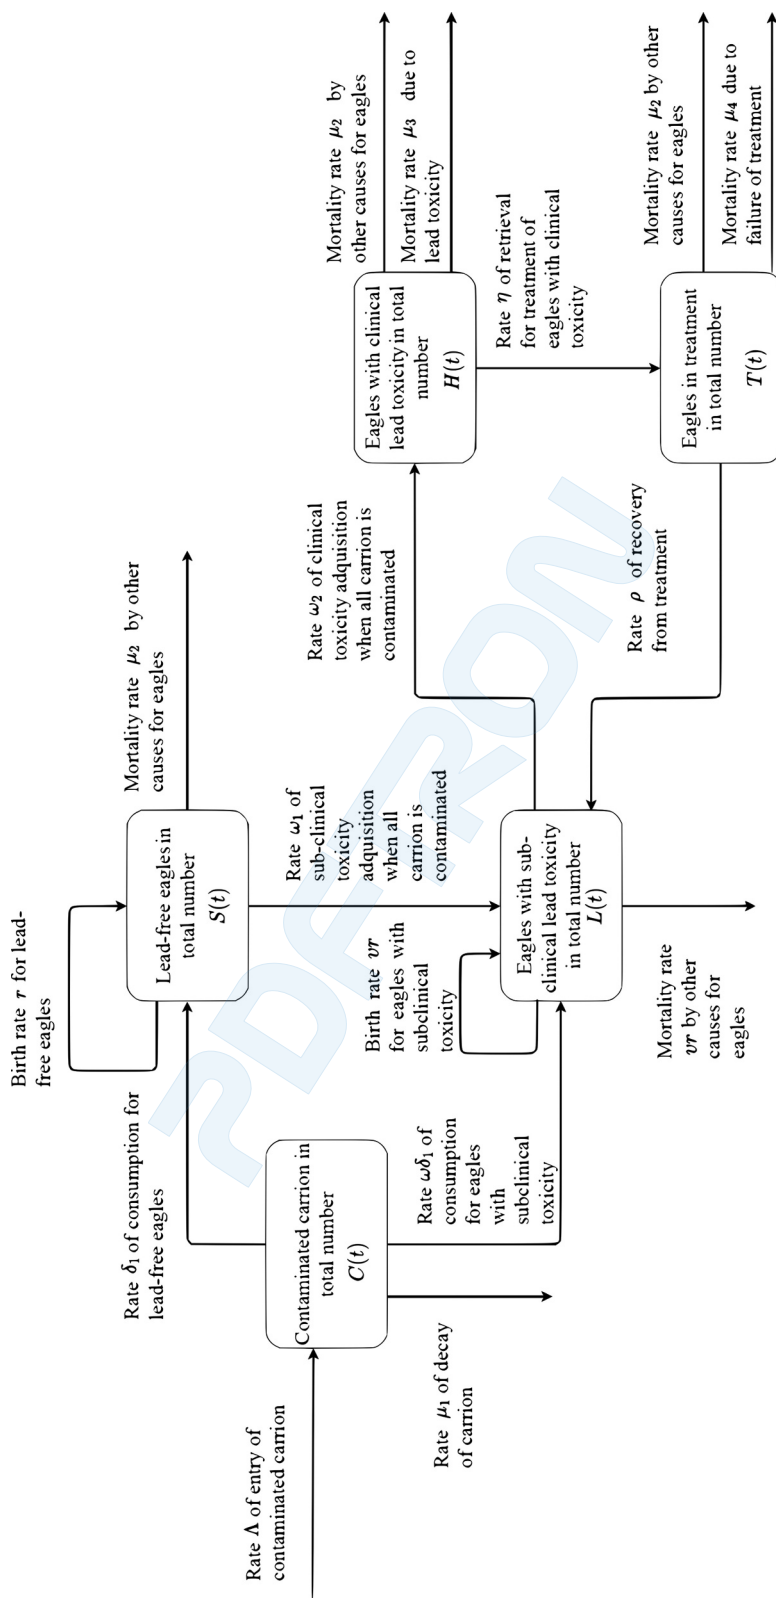 Rate Λ of entry of
contaminated carrion
Contaminated carrion in
total number
C(t)
Rate μ₁ of decay
of carrion
Rate δ₁ of consumption for
lead-free eagles
Rate ωδ₁ of
consumption
for eagles
with
subclinical
toxicity
Birth rate r for lead-
free eagles
Lead-free eagles in
total number
S(t)
Mortality rate μ₂ by other
causes for eagles
Rate ω₁ of
sub-clinical
toxicity
adquisition
when all
carrion is
contaminated
Birth rate vr
for eagles with
subclinical
toxicity
Eagles with sub-
clinical lead toxicity
in total number
L(t)
Mortality rate
vr by other
causes for
eagles
Rate ω₂ of clinical
toxicity adquisition
when all carrion is
contaminated
Eagles with clinical
lead toxicity in total
number
H(t)
Mortality rate μ₂ by
other causes for eagles
Mortality rate μ₃ due to
lead toxicity
Rate η of retrieval
for treatment of
eagles with clinical
toxicity
Rate ρ of recovery
from treatment
Eagles in treatment
in total number
T(t)
Mortality rate μ₂ by other
causes for eagles
Mortality rate μ₄ due to
failure of treatment
PDFTRON